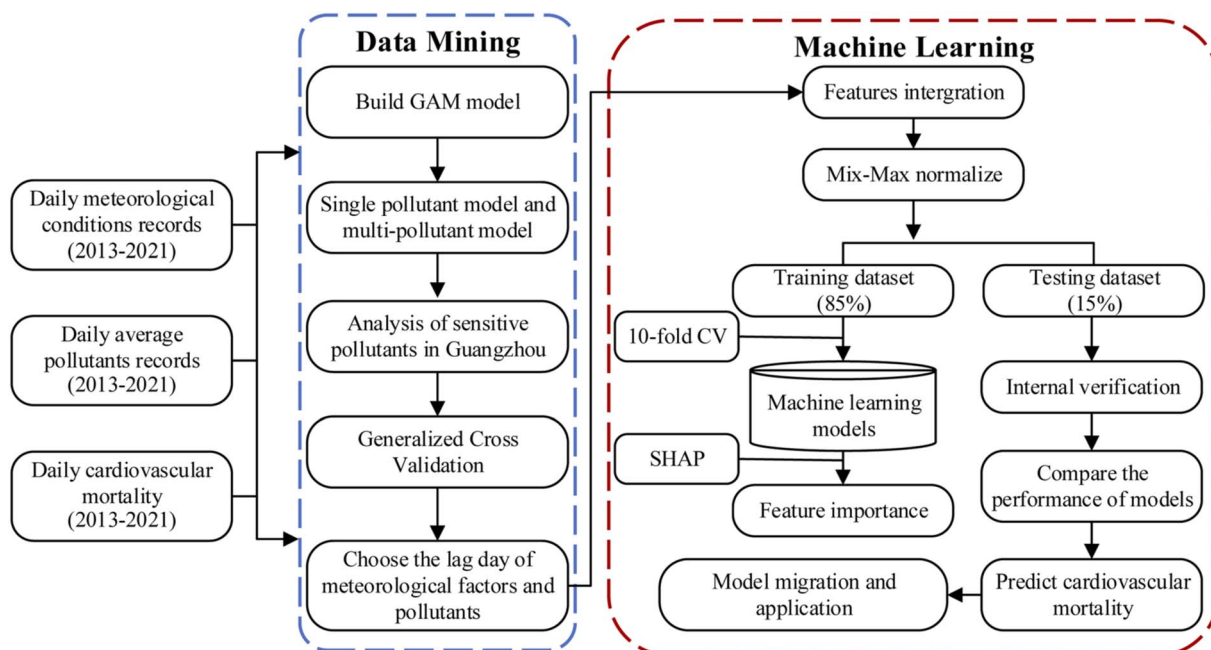 Data Mining
Machine Learning
Daily meteorological
conditions records
(2013-2021)
Daily average
pollutants records
(2013-2021)
Daily cardiovascular
mortality
(2013-2021)
Build GAM model
Single pollutant model and
multi-pollutant model
Analysis of sensitive
pollutants in Guangzhou
Generalized Cross
Validation
Choose the lag day of
meteorological factors and
pollutants
Features intergration
Mix-Max normalize
Training dataset
(85%)
Testing dataset
(15%)
10-fold CV
Machine learning
models
SHAP
Feature importance
Internal verification
Compare the
performance of models
Predict cardiovascular
mortality
Model migration and
application